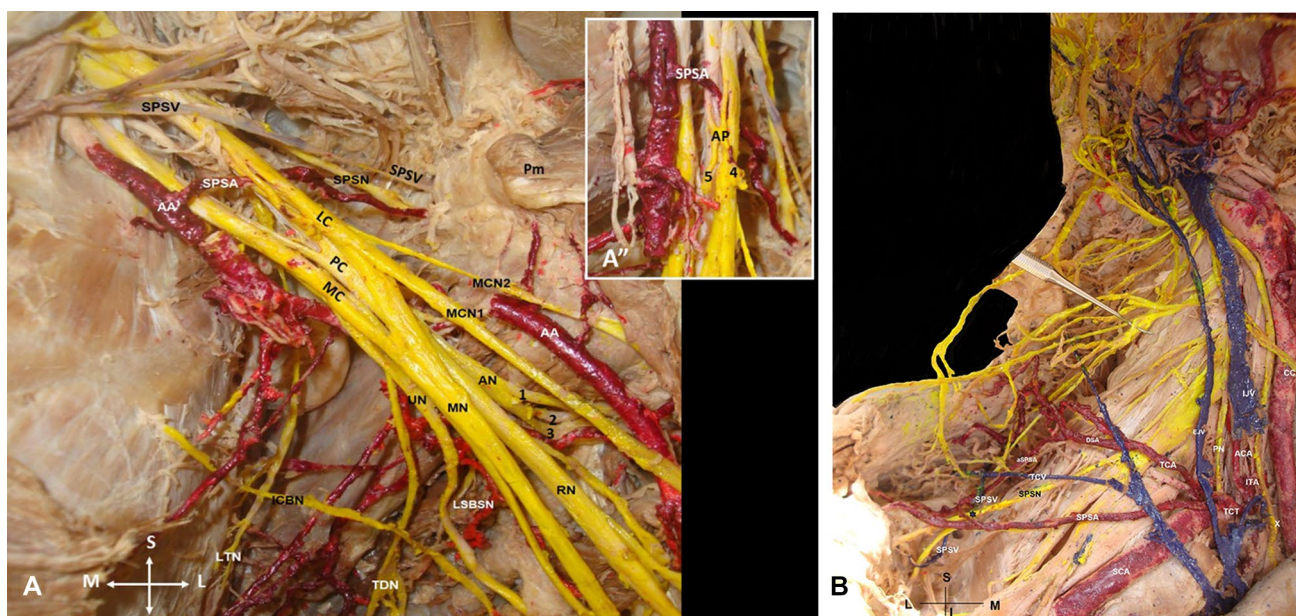 SPSV
SPSA
SPSN
SPSV
Pm
AA
LC
PC
MC
MCN2
MCN1
AA
AN
1
2
3
UN
MN
RN
LSBSN
ICBN
LTN
TDN
S
M
L
A
SPSA
AP
5
4
A"
CC
IJV
EJV
PN
ACA
DSA
TCA
ITA
aSPSA
TCV
SPSV
SPSN
*
SPSA
TCT
X
SPSV
SCA
S
L
M
I
B